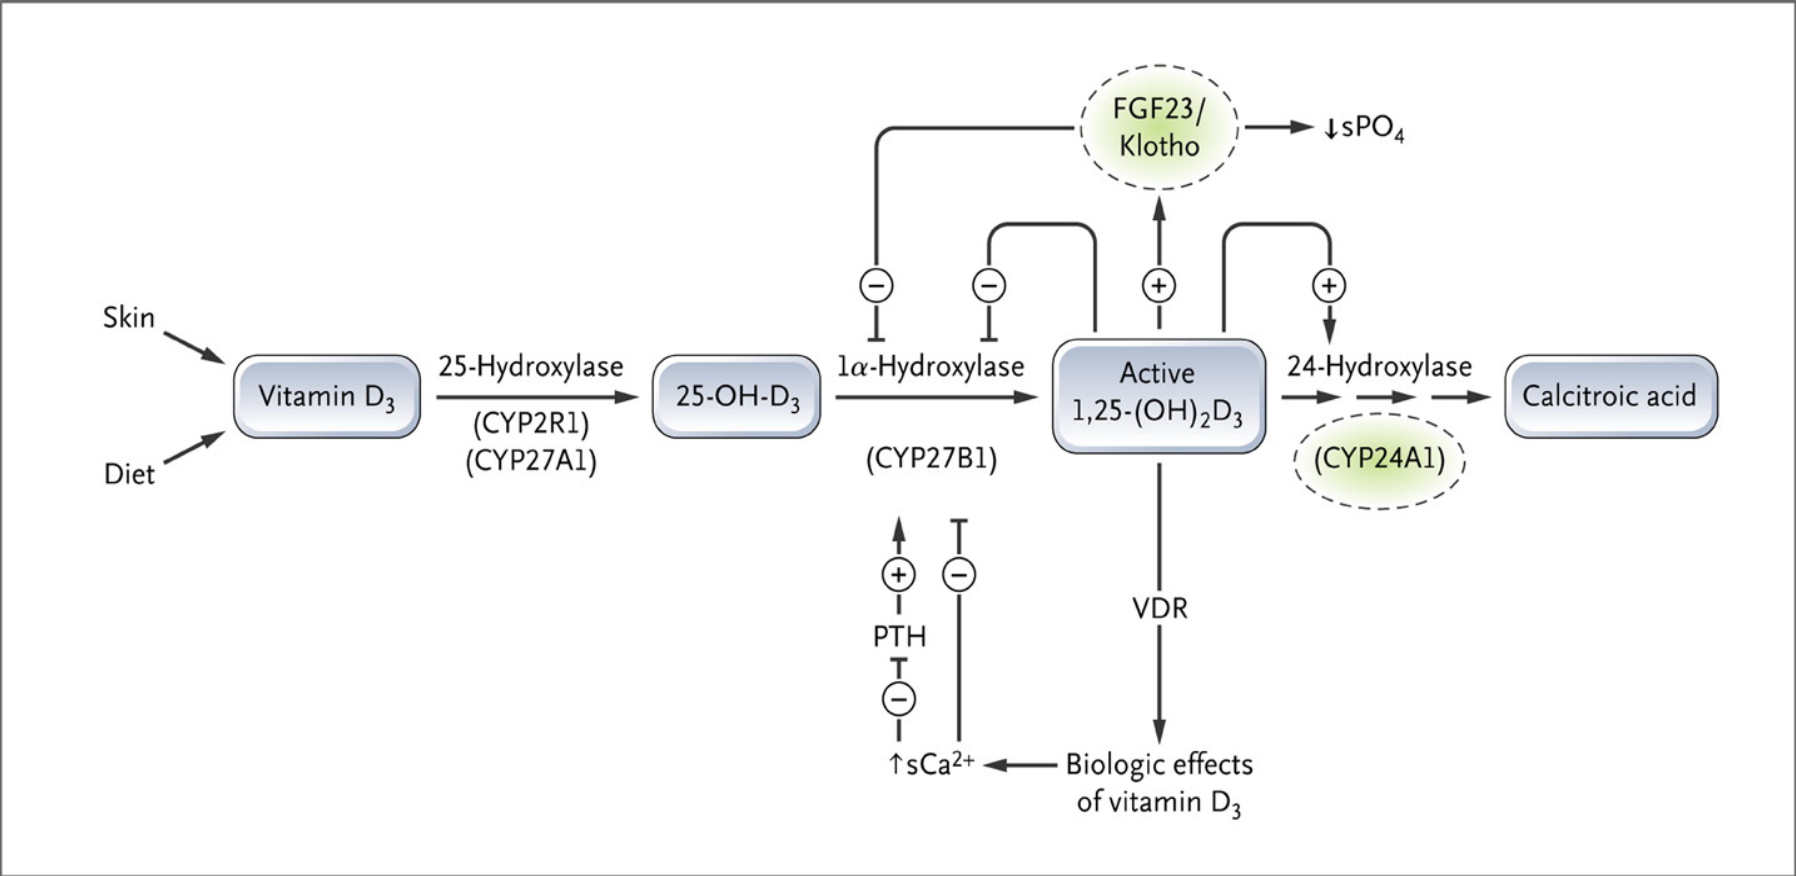 FGF23/
Klotho
↓sPO₄
−
−
+
+
Skin
Diet
Vitamin D₃
25-Hydroxylase
(CYP2R1)
(CYP27A1)
25-OH-D₃
1α-Hydroxylase
(CYP27B1)
Active
1,25-(OH)₂D₃
24-Hydroxylase
(CYP24A1)
Calcitroic acid
+
−
PTH
−
VDR
↑sCa²⁺
Biologic effects
of vitamin D₃